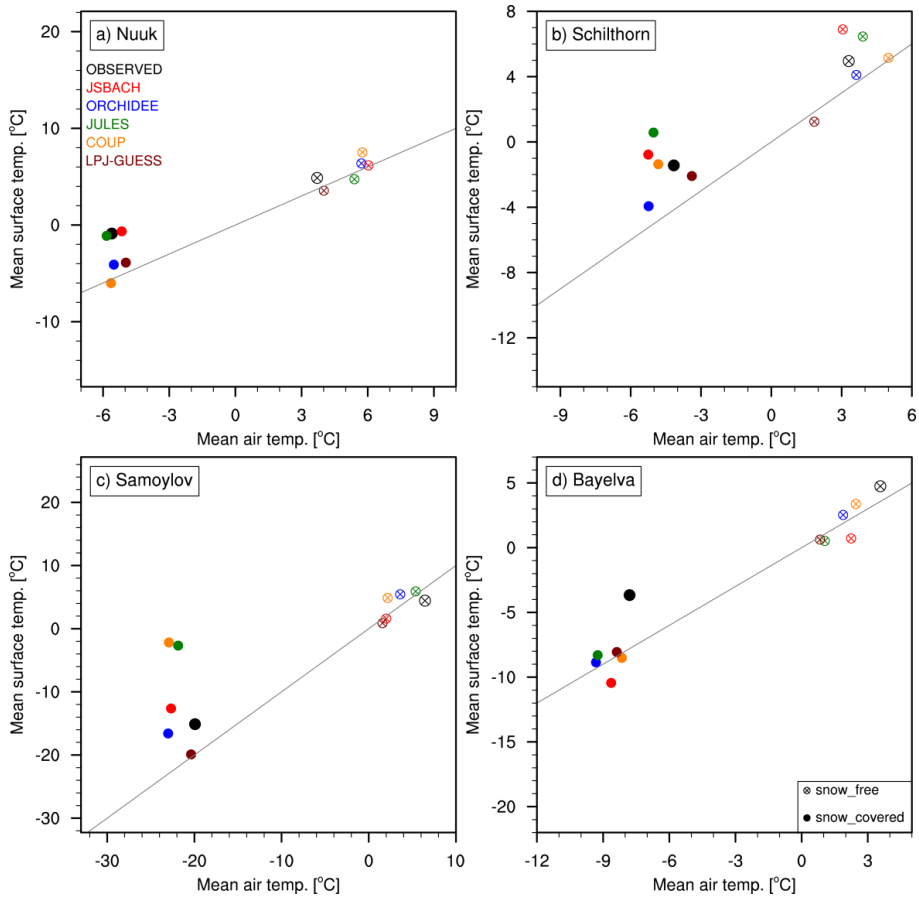 a) Nuuk
OBSERVED
JSBACH
ORCHIDEE
JULES
COUP
LPJ-GUESS
20
10
0
-10
Mean surface temp. [°C]
-6 -3 0 3 6 9
Mean air temp. [°C]
b) Schilthorn
8
4
0
-4
-8
-12
Mean surface temp. [°C]
-9 -6 -3 0 3 6
Mean air temp. [°C]
c) Samoylov
20
10
0
-10
-20
-30
Mean surface temp. [°C]
-30 -20 -10 0 10
Mean air temp. [°C]
d) Bayelva
5
0
-5
-10
-15
-20
Mean surface temp. [°C]
snow_free
snow_covered
-12 -9 -6 -3 0 3
Mean air temp. [°C]